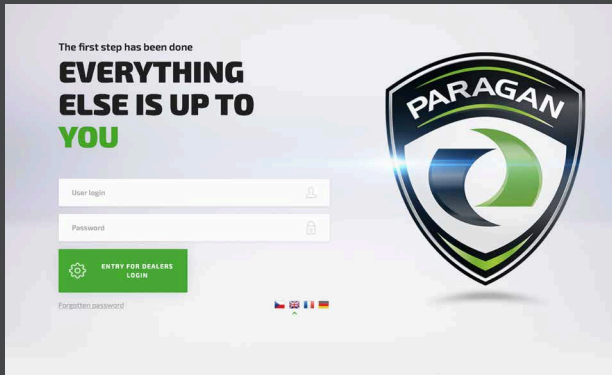 The first step has been done
EVERYTHING
ELSE IS UP TO
YOU
PARAGAN
User login
Password
ENTRY FOR DEALERS
LOGIN
Forgotten password